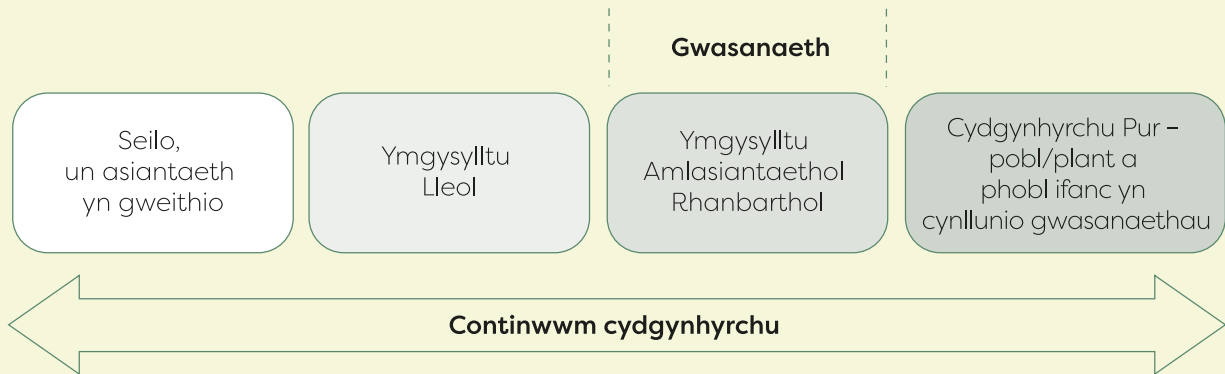 Gwasanaeth
Seilo,
un asiantaeth
yn gweithio
Ymgysylltu
Lleol
Ymgysylltu
Amlasiantaethol
Rhanbarthol
Cydgynhyrchu Pur –
pobl/plant a
phobl ifanc yn
cynllunio gwasanaethau
Continwwm cydgynhyrchu